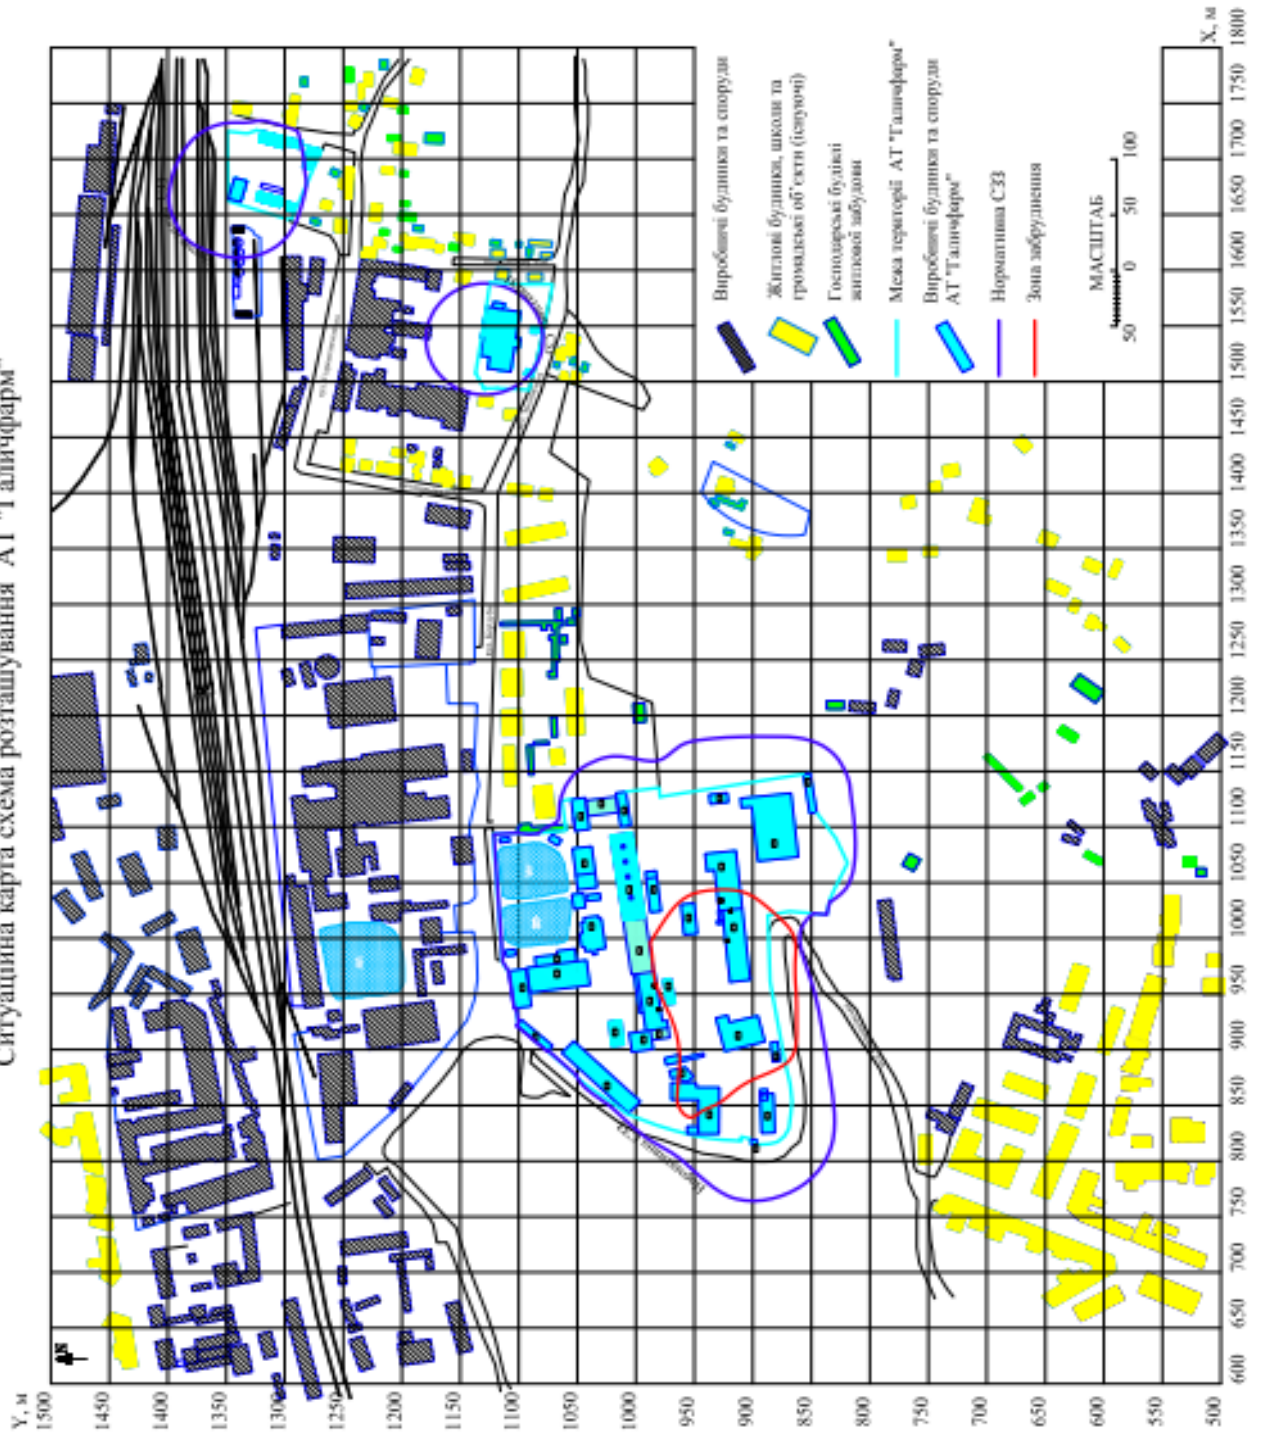 Ситуаційна карта схема розташування АТ "Галичфарм"
Y, м
1500
1450
1400
1350
1300
1250
1200
1150
1100
1050
1000
950
900
850
800
750
700
650
600
550
500
600
650
700
750
800
850
900
950
1000
1050
1100
1150
1200
1250
1300
1350
1400
1450
1500
1550
1600
1650
1700
1750
1800
X, м
N
Виробничі будинки та споруди
Житлові будинки, школи та
громадські об'єкти (існуючі)
Господарські будівлі
житлової забудови
Межа території АТ "Галичфарм"
Виробничі будинки та споруди
АТ "Галичфарм"
Нормативна СЗЗ
Зона забруднення
МАСШТАБ
50 0 50 100